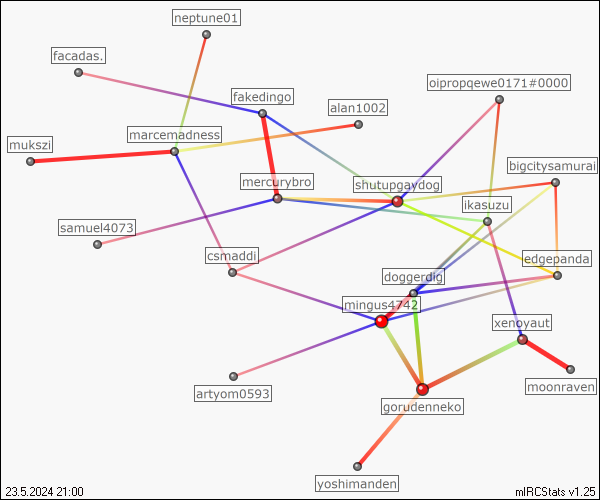 neptune01
facadas.
oipropqewe0171#0000
fakedingo
alan1002
marcemadness
mukszi
bigcitysamurai
mercurybro
shutupgaydog
ikasuzu
samuel4073
csmaddi
edgepanda
doggerdig
mingus4742
xenoyaut
artyom0593
moonraven
gorudenneko
yoshimanden
23.5.2024 21:00
mIRCStats v1.25